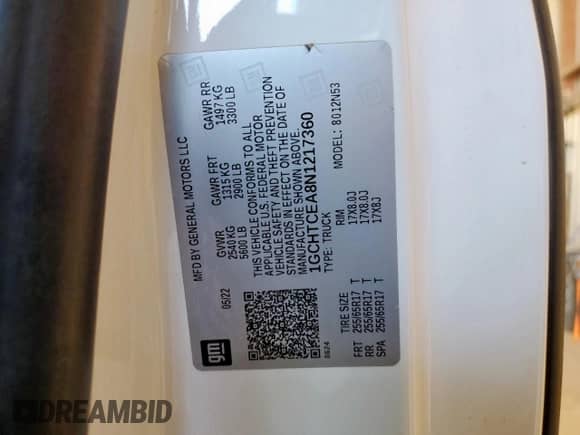 gm
MFD BY GENERAL MOTORS LLC
05/22
GVWR
2540 KG
5600 LB
GAWR FRT
1315 KG
2900 LB
GAWR RR
1497 KG
3300 LB
THIS VEHICLE CONFORMS TO ALL
APPLICABLE U.S. FEDERAL MOTOR
VEHICLE SAFETY AND THEFT PREVENTION
STANDARDS IN EFFECT ON THE DATE OF
MANUFACTURE SHOWN ABOVE.
1GCHTCEA8N1217360
TYPE: TRUCK
MODEL: 8012N53
8624
TIRE SIZE RIM
FRT 255/65R17 T 17X8.0J
RR 255/65R17 T 17X8.0J
SPA 255/65R17 T 17X8J
DREAMBID